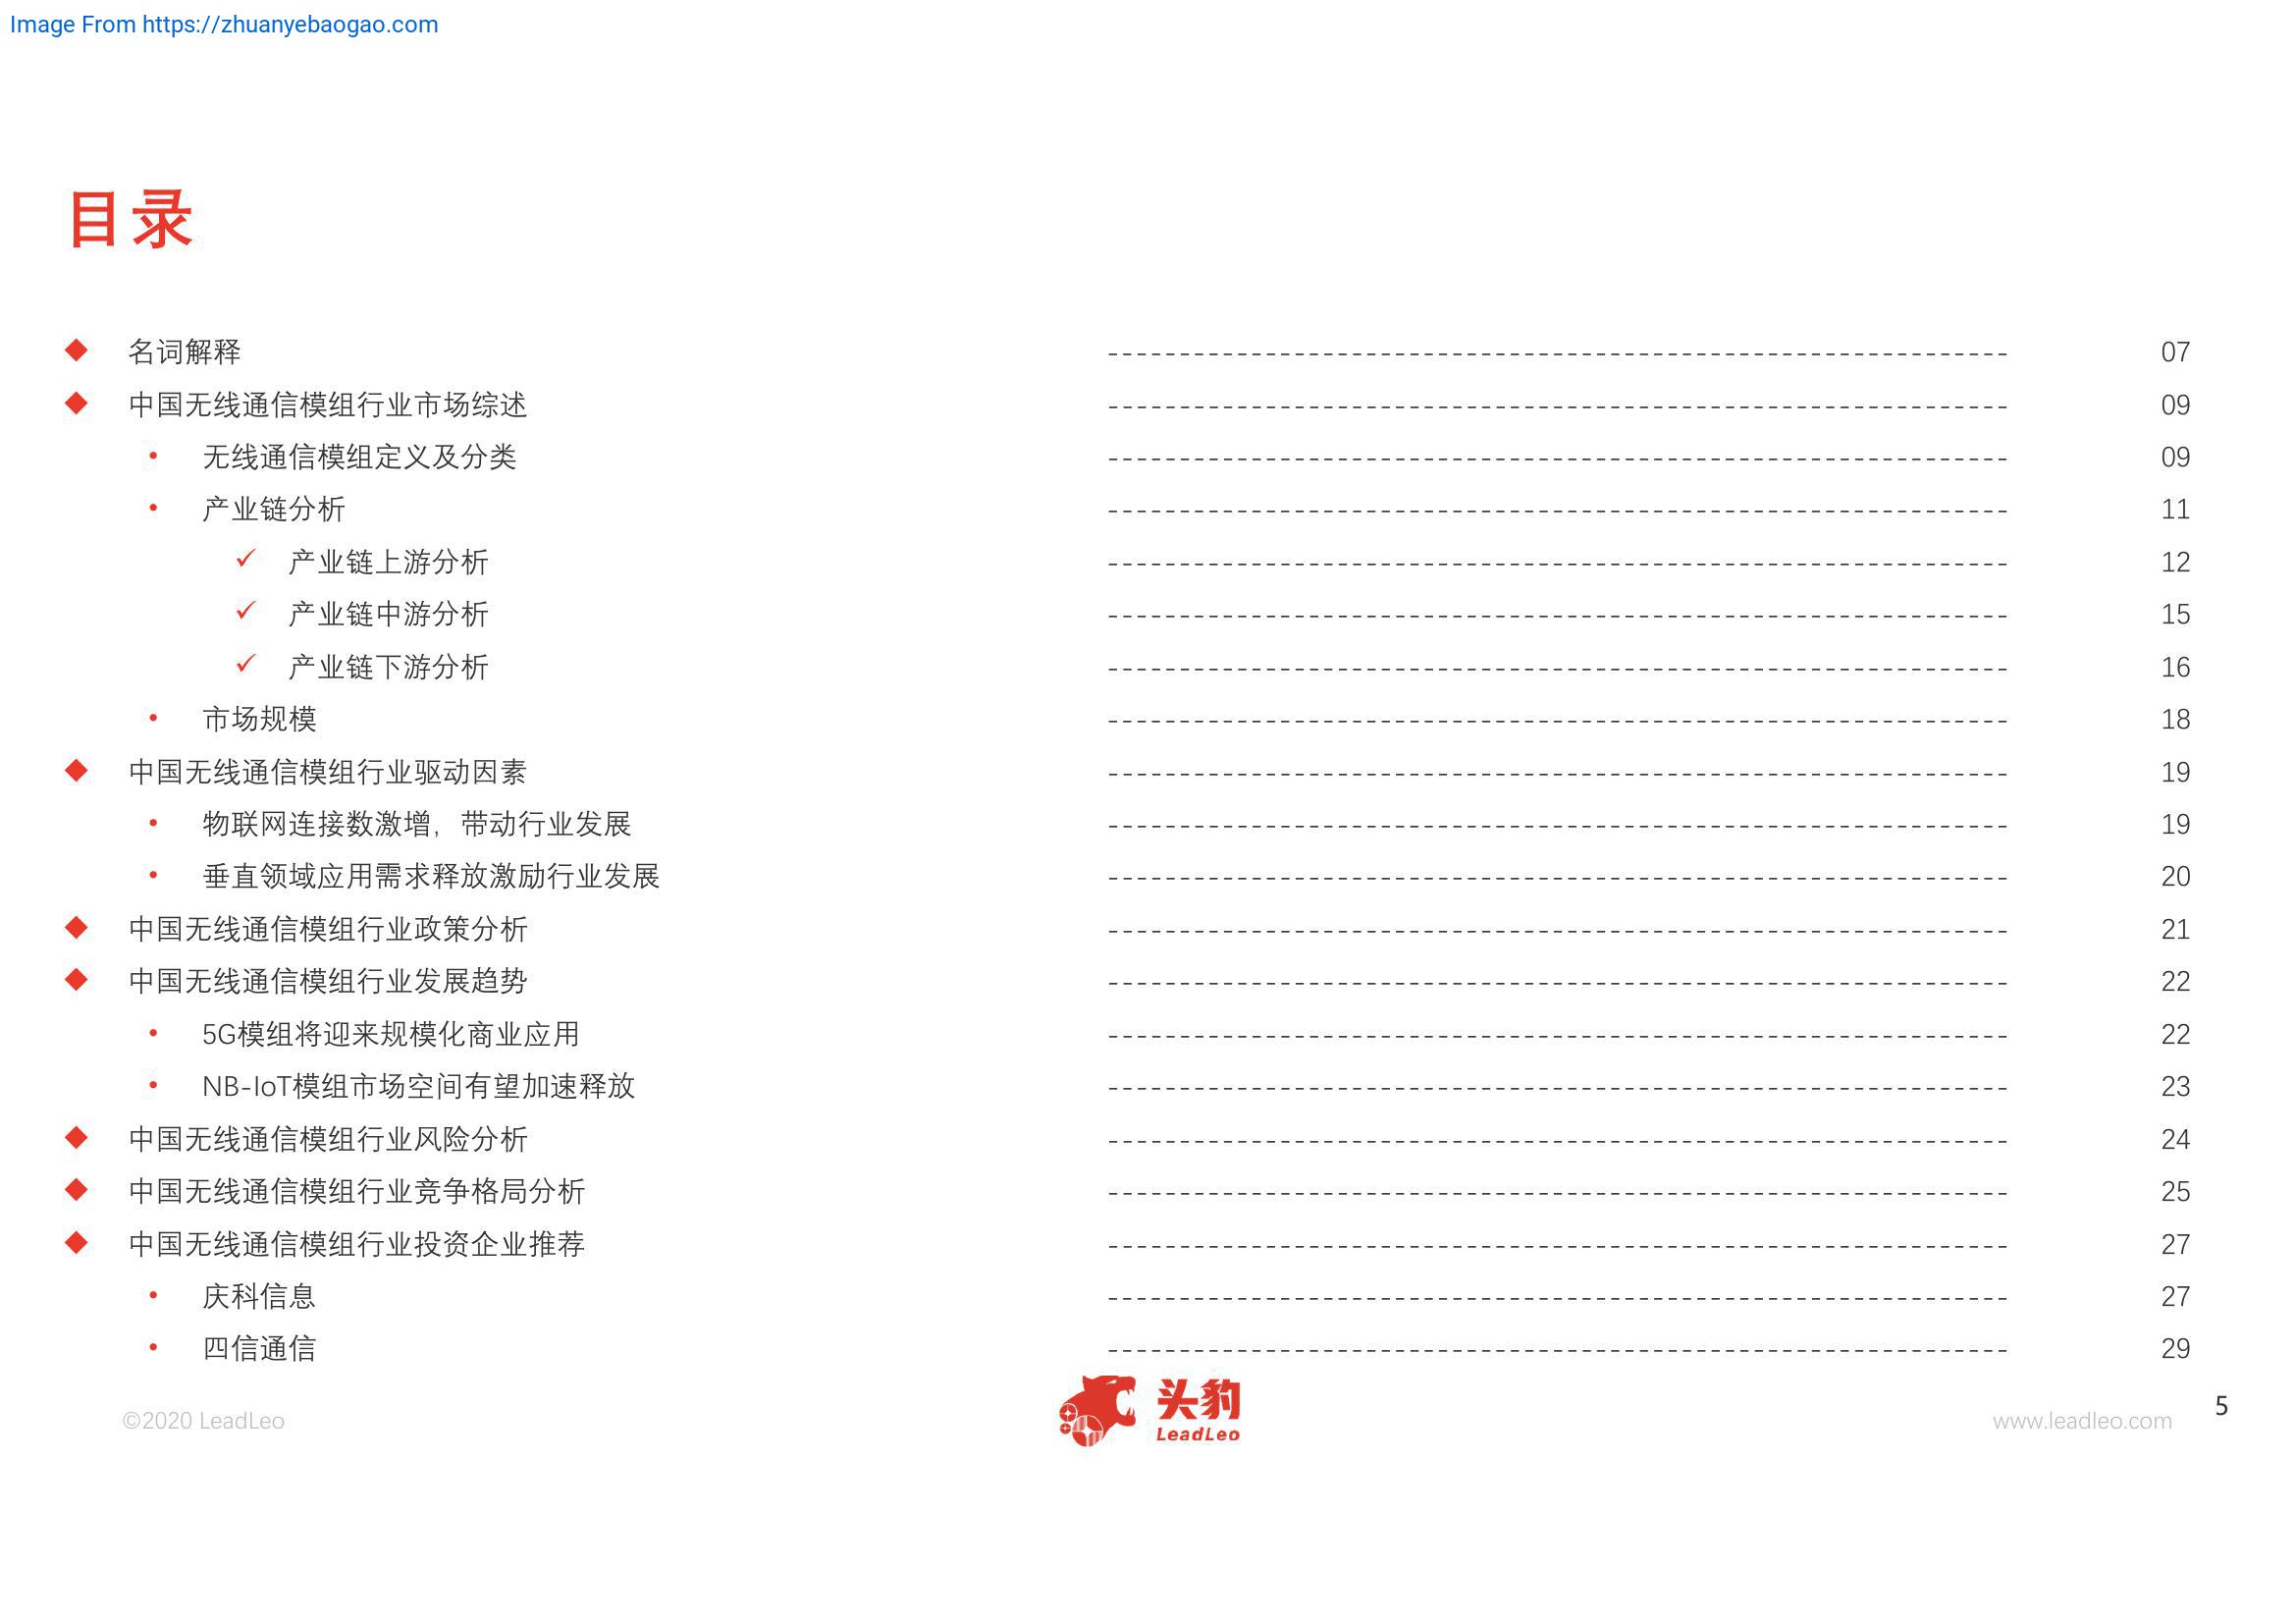 Image From https://zhuanyebaogao.com
目录
◆ 名词解释 ---------------------------------------------------------------- 07
◆ 中国无线通信模组行业市场综述 ---------------------------------------------------------------- 09
• 无线通信模组定义及分类 ---------------------------------------------------------------- 09
• 产业链分析 ---------------------------------------------------------------- 11
✓ 产业链上游分析 ---------------------------------------------------------------- 12
✓ 产业链中游分析 ---------------------------------------------------------------- 15
✓ 产业链下游分析 ---------------------------------------------------------------- 16
• 市场规模 ---------------------------------------------------------------- 18
◆ 中国无线通信模组行业驱动因素 ---------------------------------------------------------------- 19
• 物联网连接数激增，带动行业发展 ---------------------------------------------------------------- 19
• 垂直领域应用需求释放激励行业发展 ---------------------------------------------------------------- 20
◆ 中国无线通信模组行业政策分析 ---------------------------------------------------------------- 21
◆ 中国无线通信模组行业发展趋势 ---------------------------------------------------------------- 22
• 5G模组将迎来规模化商业应用 ---------------------------------------------------------------- 22
• NB-IoT模组市场空间有望加速释放 ---------------------------------------------------------------- 23
◆ 中国无线通信模组行业风险分析 ---------------------------------------------------------------- 24
◆ 中国无线通信模组行业竞争格局分析 ---------------------------------------------------------------- 25
◆ 中国无线通信模组行业投资企业推荐 ---------------------------------------------------------------- 27
• 庆科信息 ---------------------------------------------------------------- 27
• 四信通信 ---------------------------------------------------------------- 29
©2020 LeadLeo
头豹
LeadLeo
www.leadleo.com
5